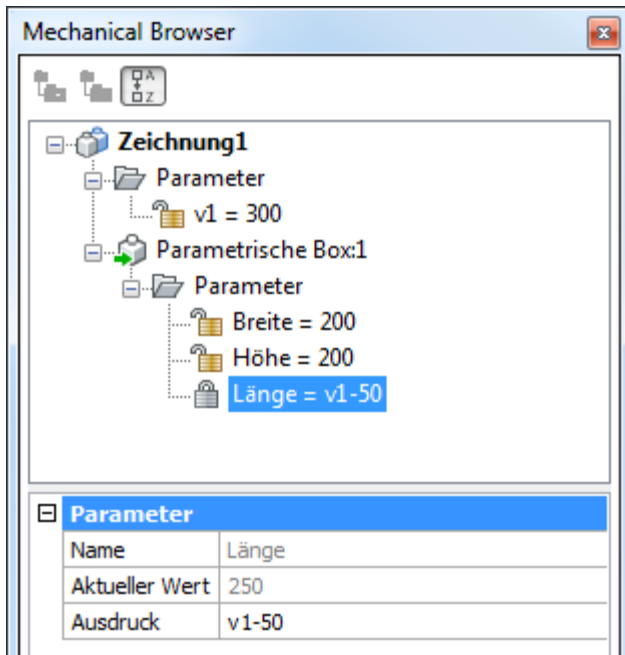 Mechanical Browser
A
Z
Zeichnung1
Parameter
v1 = 300
Parametrische Box:1
Parameter
Breite = 200
Höhe = 200
Länge = v1-50
Parameter
Name Länge
Aktueller Wert 250
Ausdruck v1-50